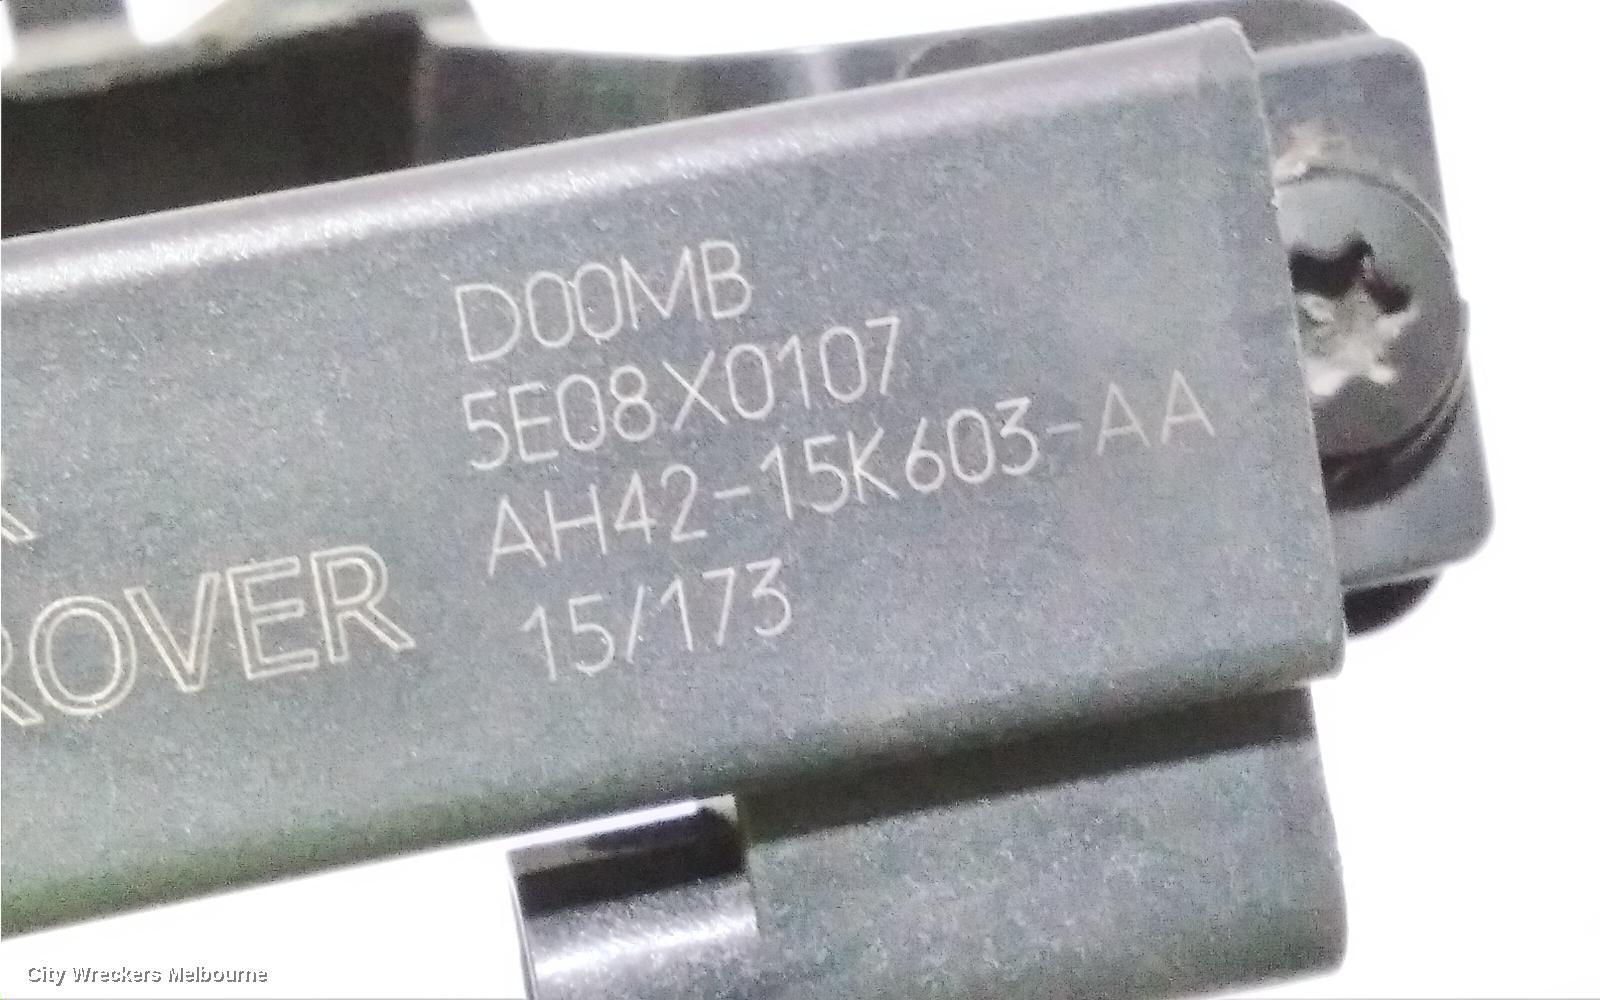 D00MB
5E08X0107
AH42-15K603-AA
15/173
ROVER
City Wreckers Melbourne